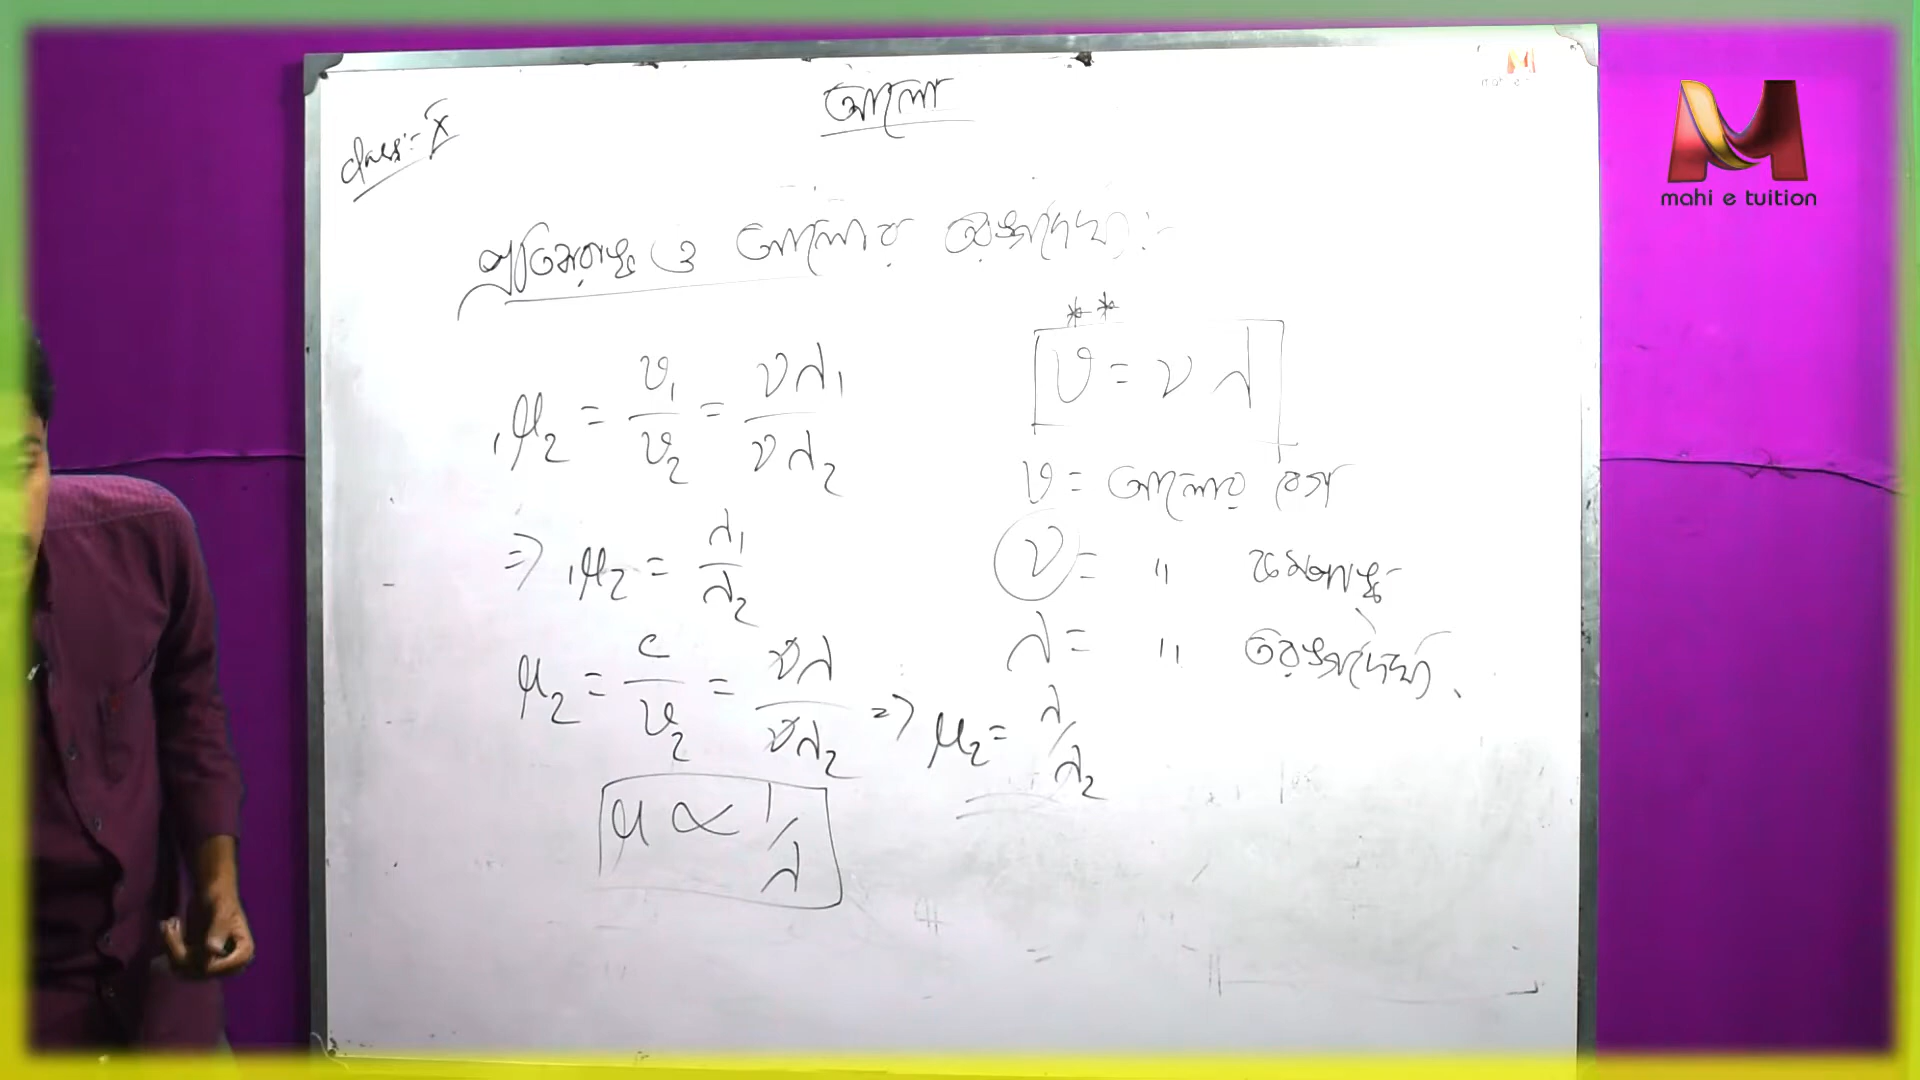 আলো
class:- X
প্রতিসরাঙ্ক ও আলোর তরঙ্গদৈর্ঘ্য :-
₁μ₂ = v₁/v₂ = νλ₁/νλ₂
⇒ ₁μ₂ = λ₁/λ₂
μ₂ = c/v₂ = νλ/νλ₂ ⇒ μ₂ = λ/λ₂
μ ∝ 1/λ
* *
v = νλ
v = আলোর বেগ
ν = " কম্পাঙ্ক
λ = " তরঙ্গদৈর্ঘ্য.
M
mahi e tuition